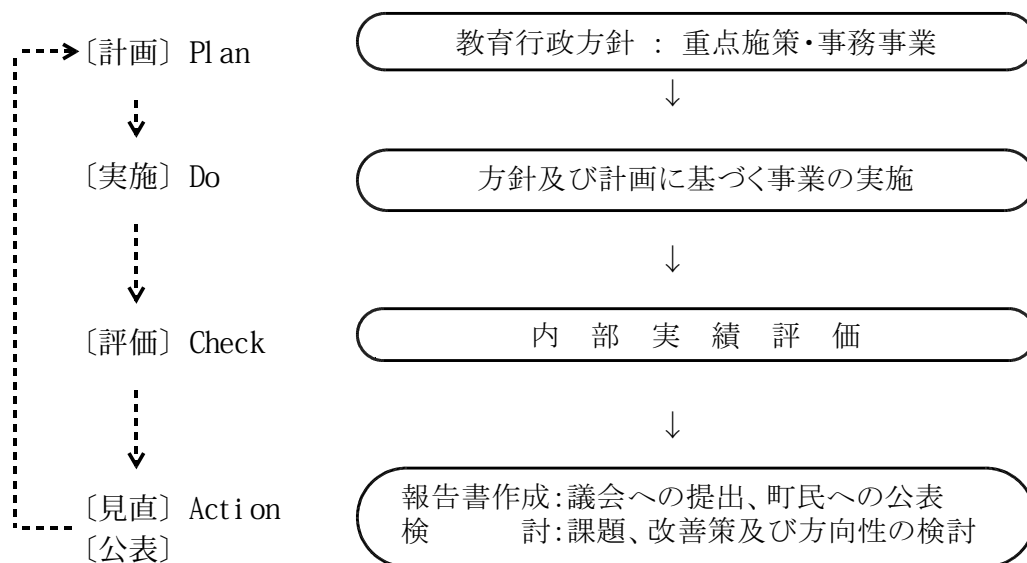 〔計画〕 Plan
教育行政方針 : 重点施策・事務事業
↓
〔実施〕 Do
方針及び計画に基づく事業の実施
↓
〔評価〕 Check
内 部 実 績 評 価
↓
〔見直〕 Action
〔公表〕
報告書作成:議会への提出、町民への公表
検 討:課題、改善策及び方向性の検討